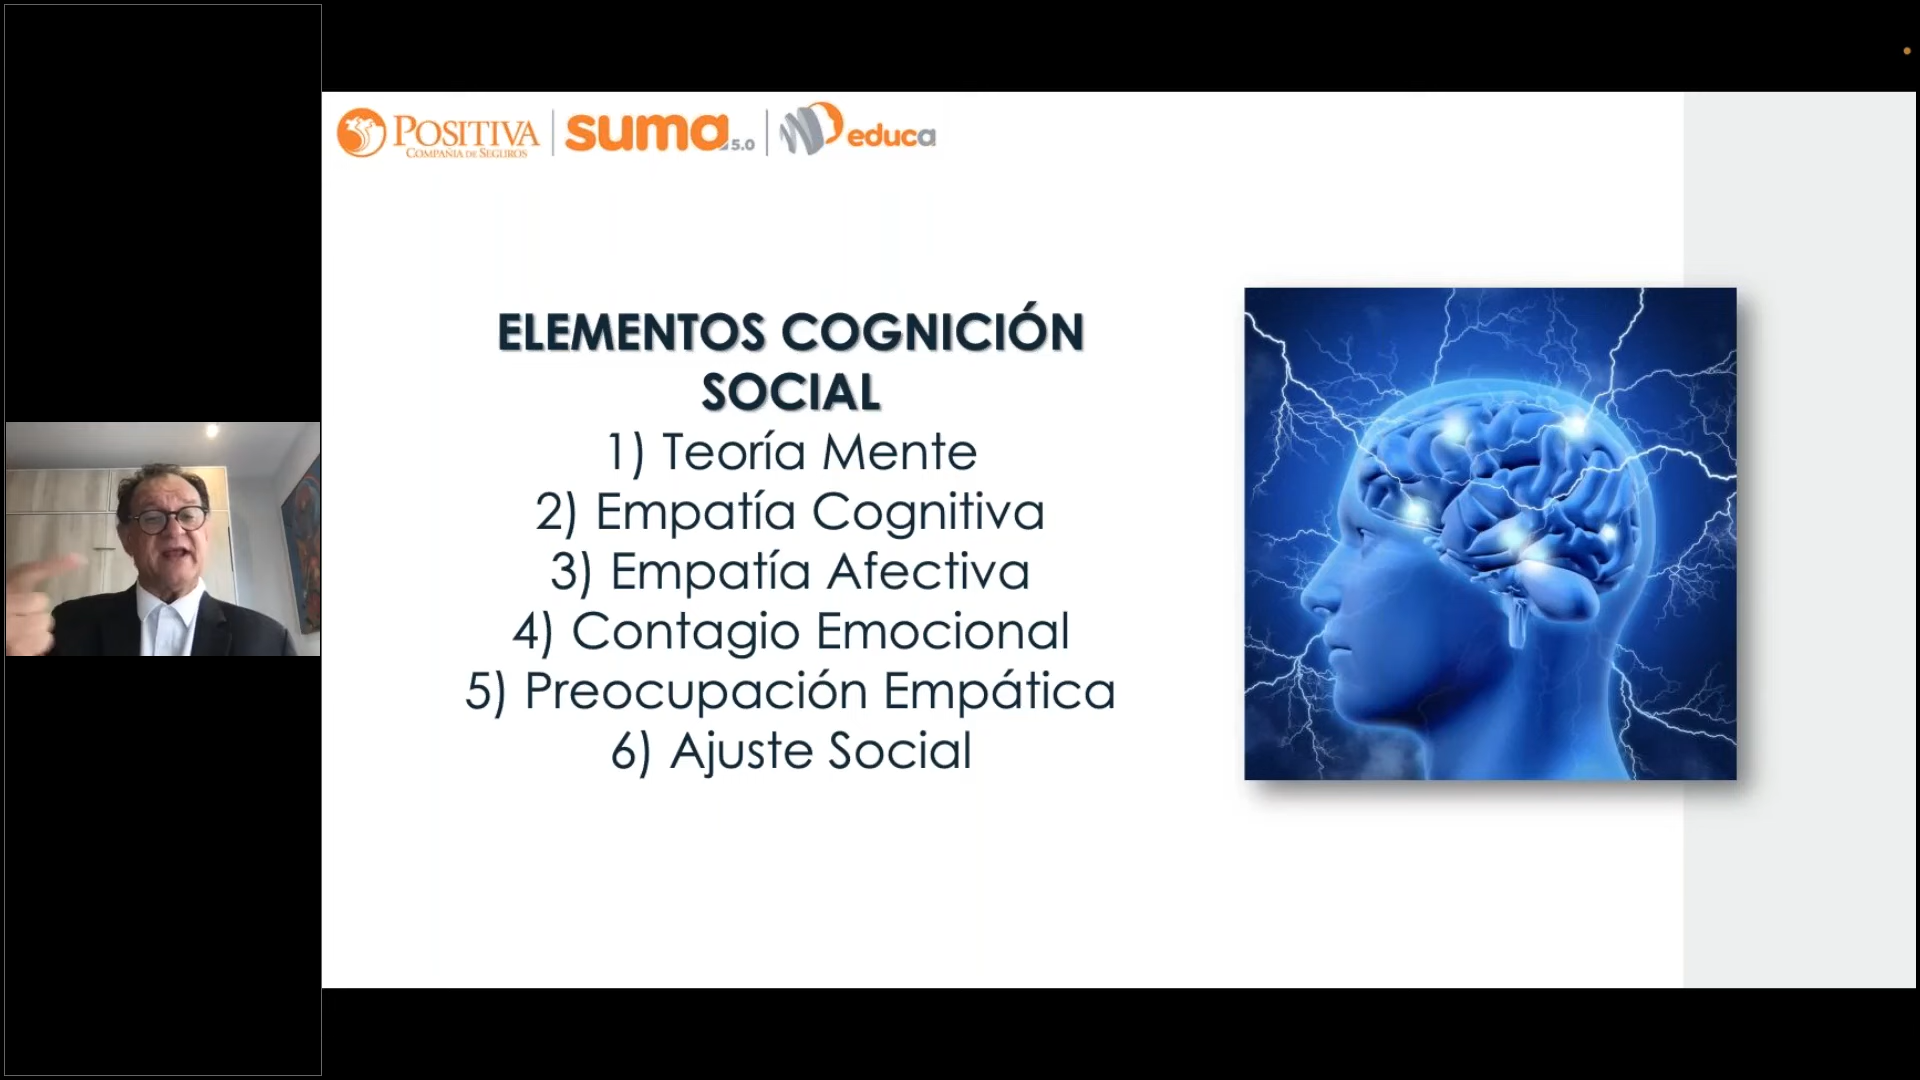 POSITIVA
COMPAÑIA DE SEGUROS
suma 5.0
educa
ELEMENTOS COGNICIÓN
SOCIAL
1) Teoría Mente
2) Empatía Cognitiva
3) Empatía Afectiva
4) Contagio Emocional
5) Preocupación Empática
6) Ajuste Social